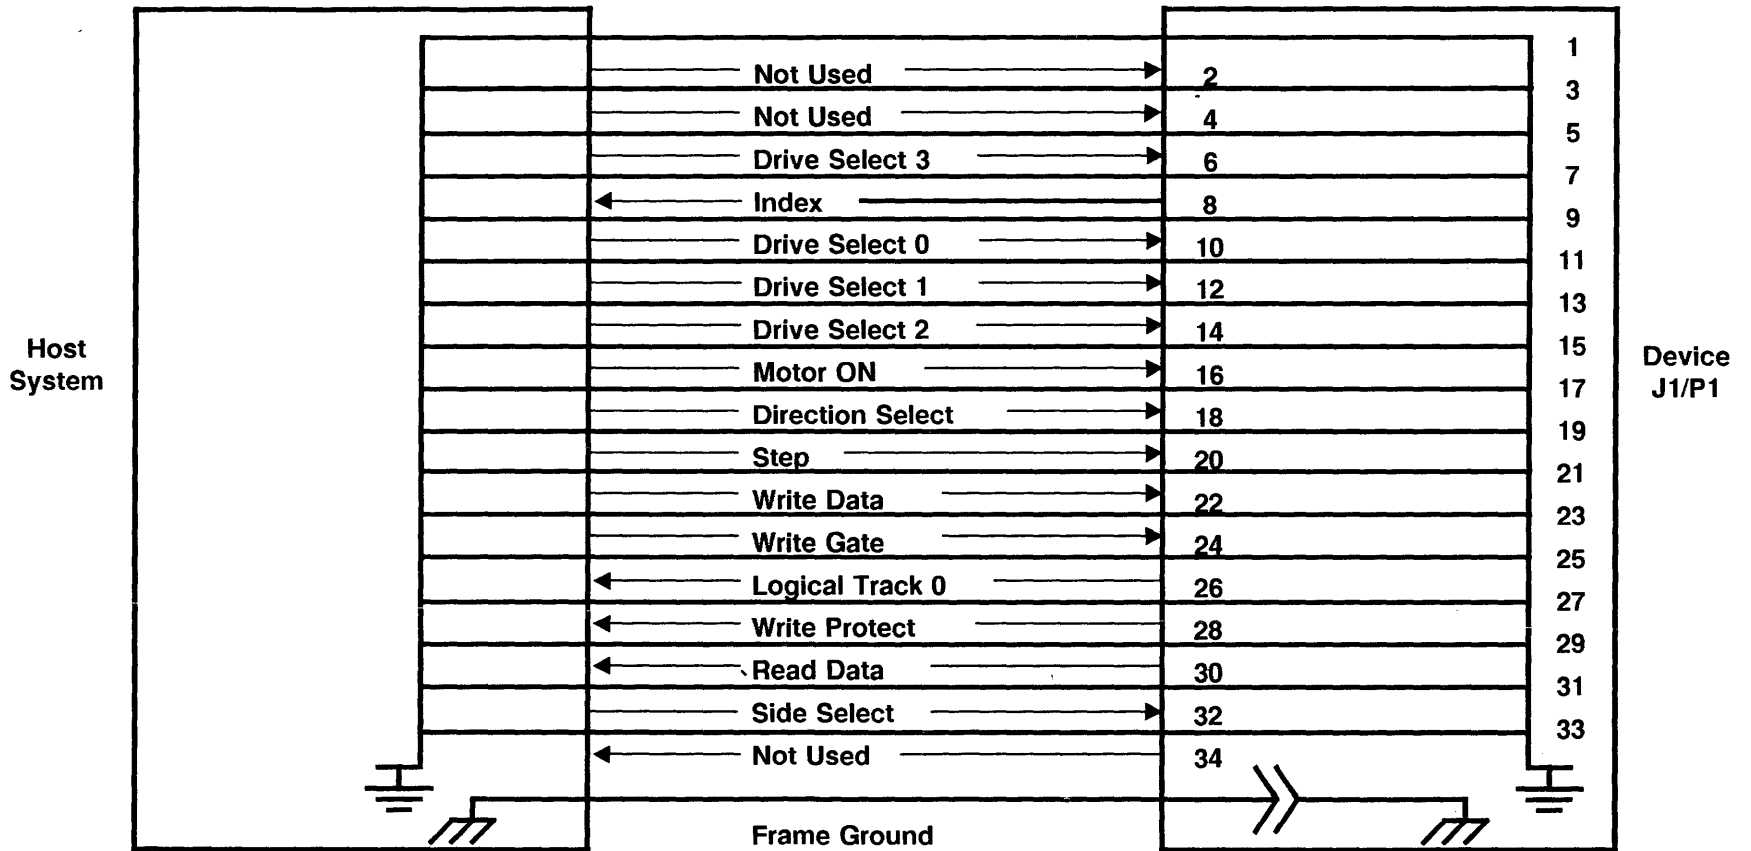 1
Not Used 2
3
Not Used 4
5
Drive Select 3 6
7
Index 8
9
Drive Select 0 10
11
Drive Select 1 12
13
Drive Select 2 14
15
Host
System
Device
J1/P1
Motor ON 16
17
Direction Select 18
19
Step 20
21
Write Data 22
23
Write Gate 24
25
Logical Track 0 26
27
Write Protect 28
29
Read Data 30
31
Side Select 32
33
Not Used 34
Frame Ground